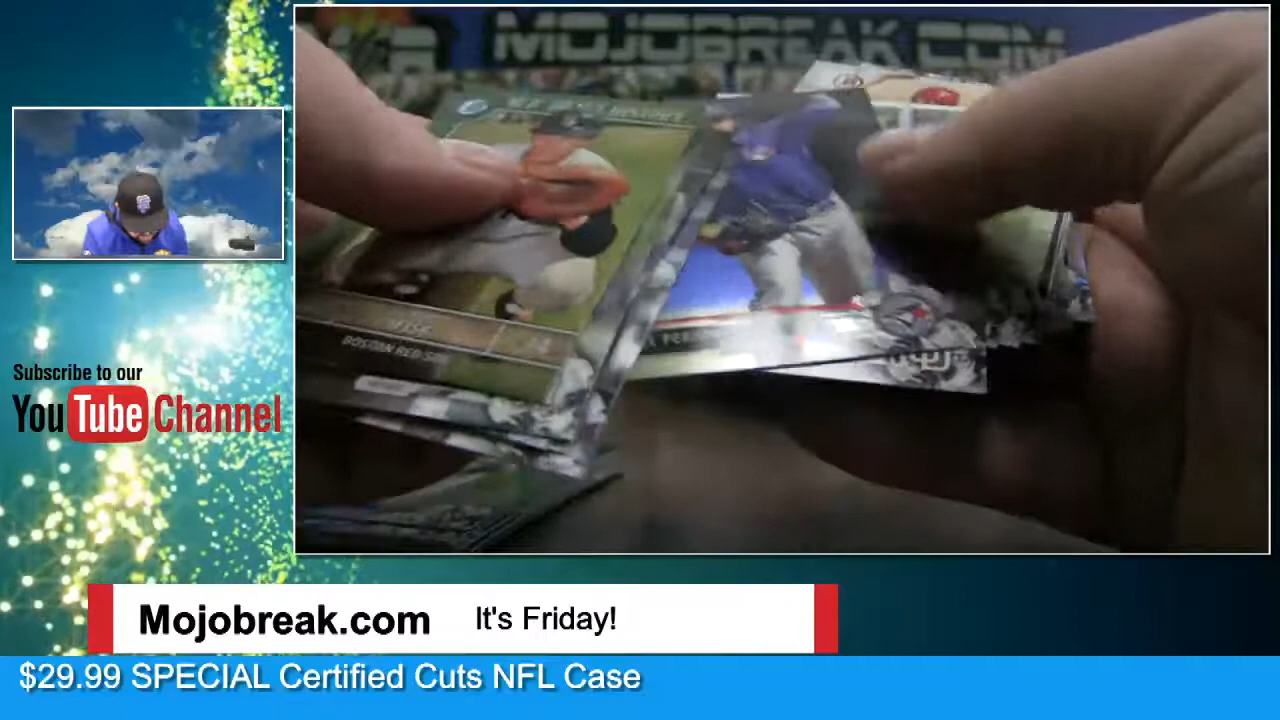 MOJOBREAK.COM
BOSTON RED SOX
Subscribe to our
YouTube Channel
Mojobreak.com
It's Friday!
$29.99 SPECIAL Certified Cuts NFL Case